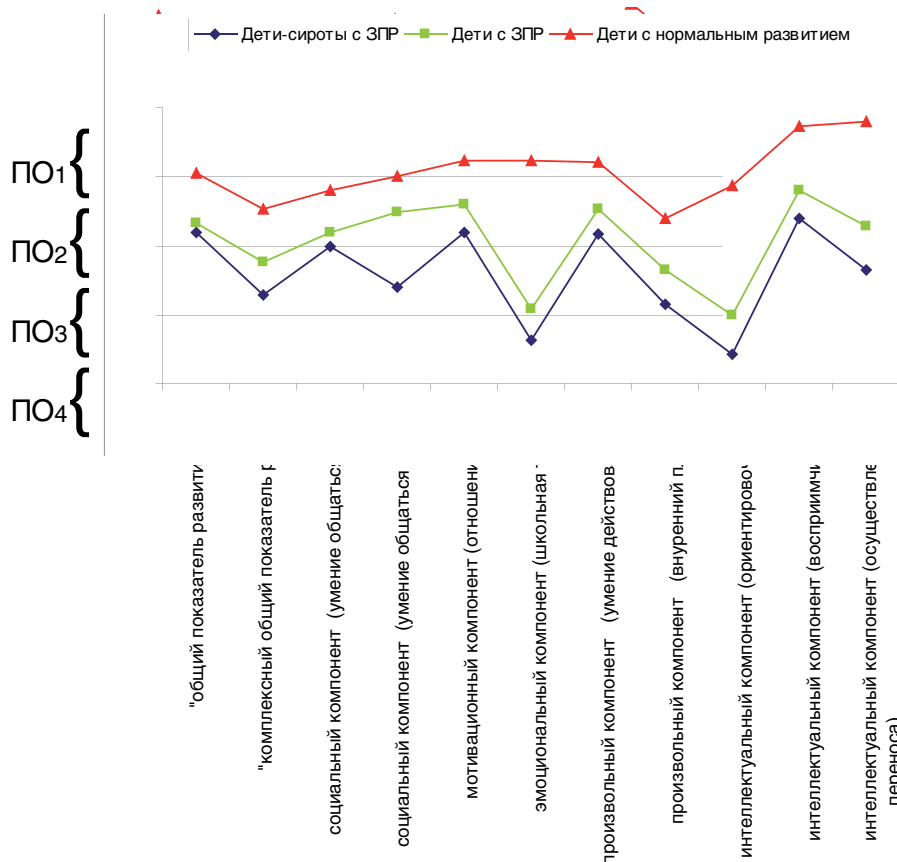 Дети-сироты с ЗПР Дети с ЗПР Дети с нормальным развитием
ПО1
ПО2
ПО3
ПО4
"общий показатель развити
"комплексный общий показатель
социальный компонент (умение общатьс
социальный компонент (умение общаться
мотивационный компонент (отношени
эмоциональный компонент (школьная
произвольный компонент (умение действов
произвольный компонент (внуренний п
интеллектуальный компонент (ориентирово
интеллектуальный компонент (восприимч
интеллектуальный компонент (осуществле
переноса)